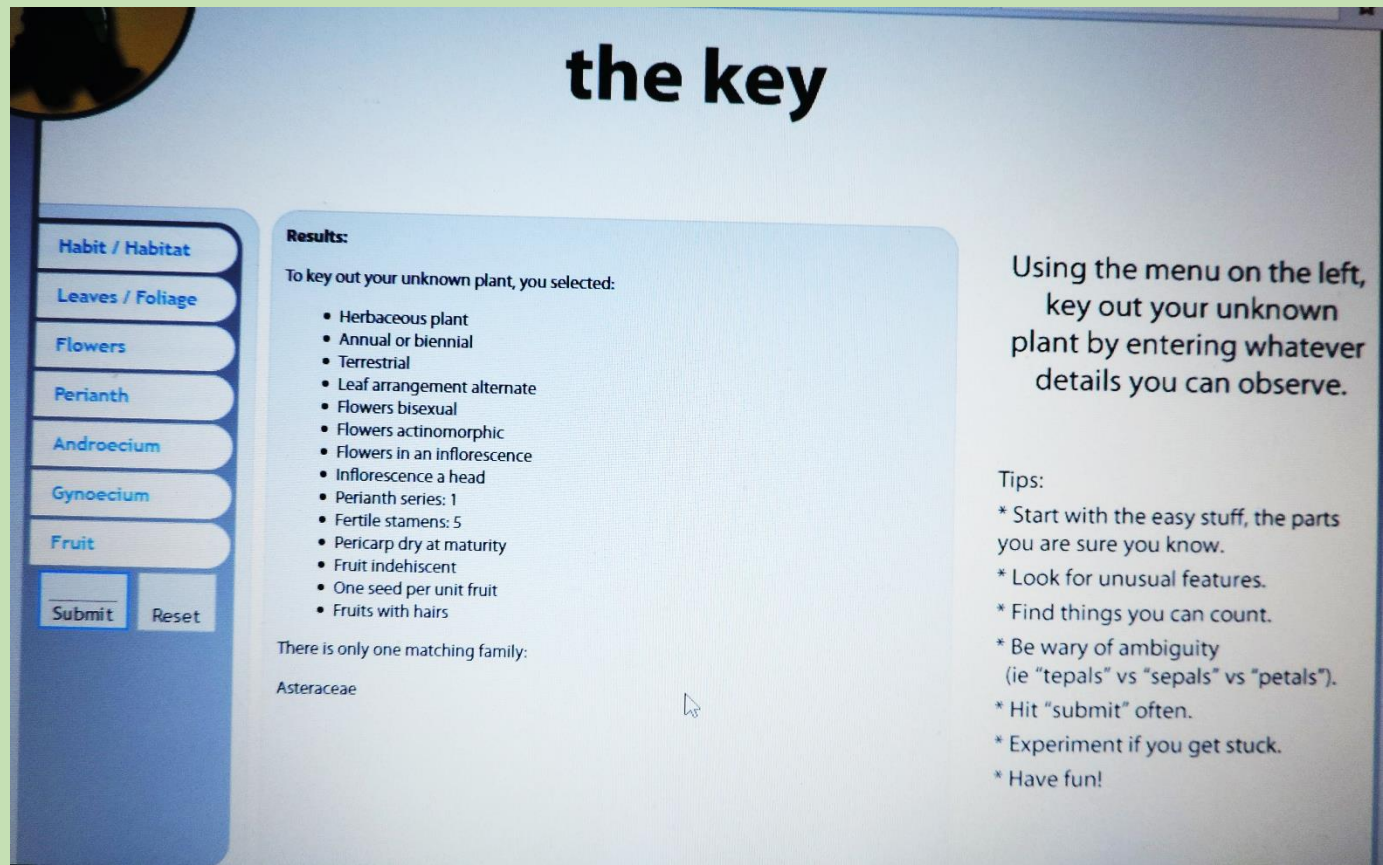 the key
Habit / Habitat
Leaves / Foliage
Flowers
Perianth
Androecium
Gynoecium
Fruit
Submit
Reset
Results:
To key out your unknown plant, you selected:
• Herbaceous plant
• Annual or biennial
• Terrestrial
• Leaf arrangement alternate
• Flowers bisexual
• Flowers actinomorphic
• Flowers in an inflorescence
• Inflorescence a head
• Perianth series: 1
• Fertile stamens: 5
• Pericarp dry at maturity
• Fruit indehiscent
• One seed per unit fruit
• Fruits with hairs
There is only one matching family:
Asteraceae
Using the menu on the left,
key out your unknown
plant by entering whatever
details you can observe.
Tips:
* Start with the easy stuff, the parts
you are sure you know.
* Look for unusual features.
* Find things you can count.
* Be wary of ambiguity
(ie "tepals" vs "sepals" vs "petals").
* Hit "submit" often.
* Experiment if you get stuck.
* Have fun!